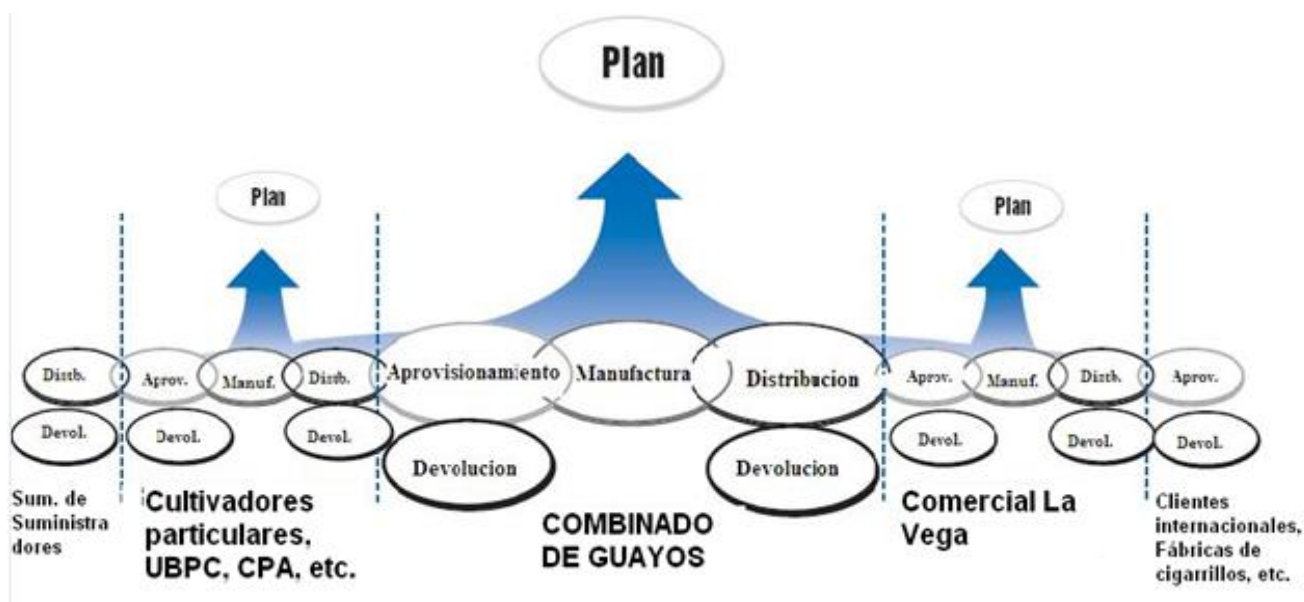 Plan
Plan
Plan
Distb.
Aprov.
Manuf.
Distb.
Aprovisionamiento
Manufactura
Distribucion
Aprov.
Manuf.
Distb.
Aprov.
Devol.
Devol.
Devol.
Devolucion
Devolucion
Devol.
Devol.
Devol.
Sum. de
Suministra
dores
Cultivadores
particulares,
UBPC, CPA, etc.
COMBINADO
DE GUAYOS
Comercial La
Vega
Clientes
internacionales,
Fábricas de
cigarrillos, etc.